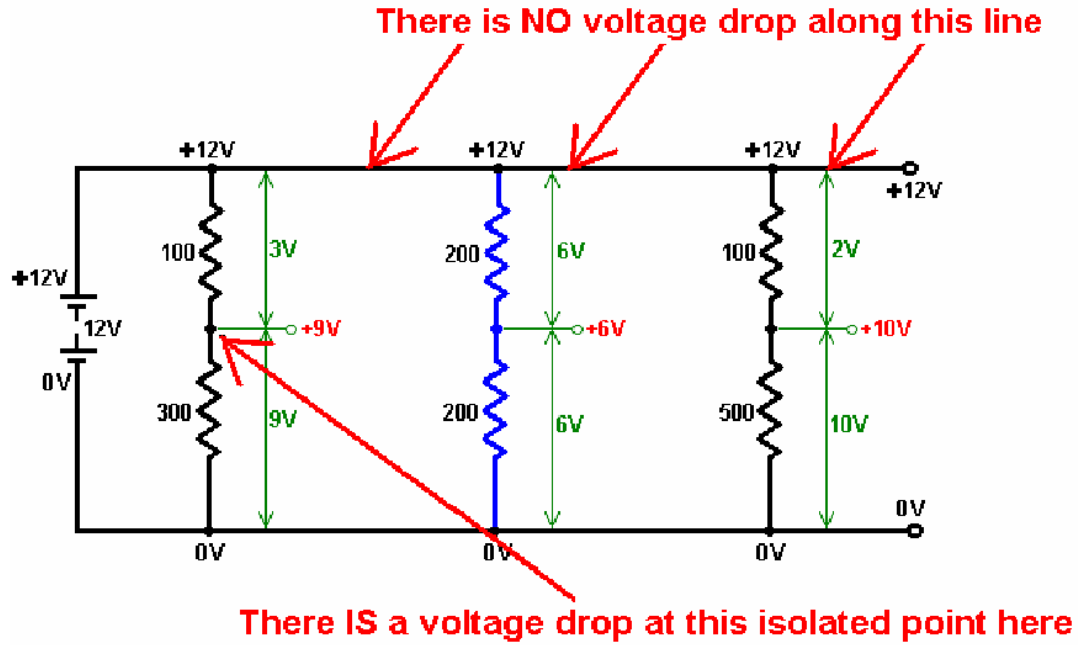 There is NO voltage drop along this line
+12V +12V +12V
+12V
100 3V 200 6V 100 2V
+12V
12V +9V +6V +10V
0V
300 9V 200 6V 500 10V
0V
0V 0V 0V
There IS a voltage drop at this isolated point here